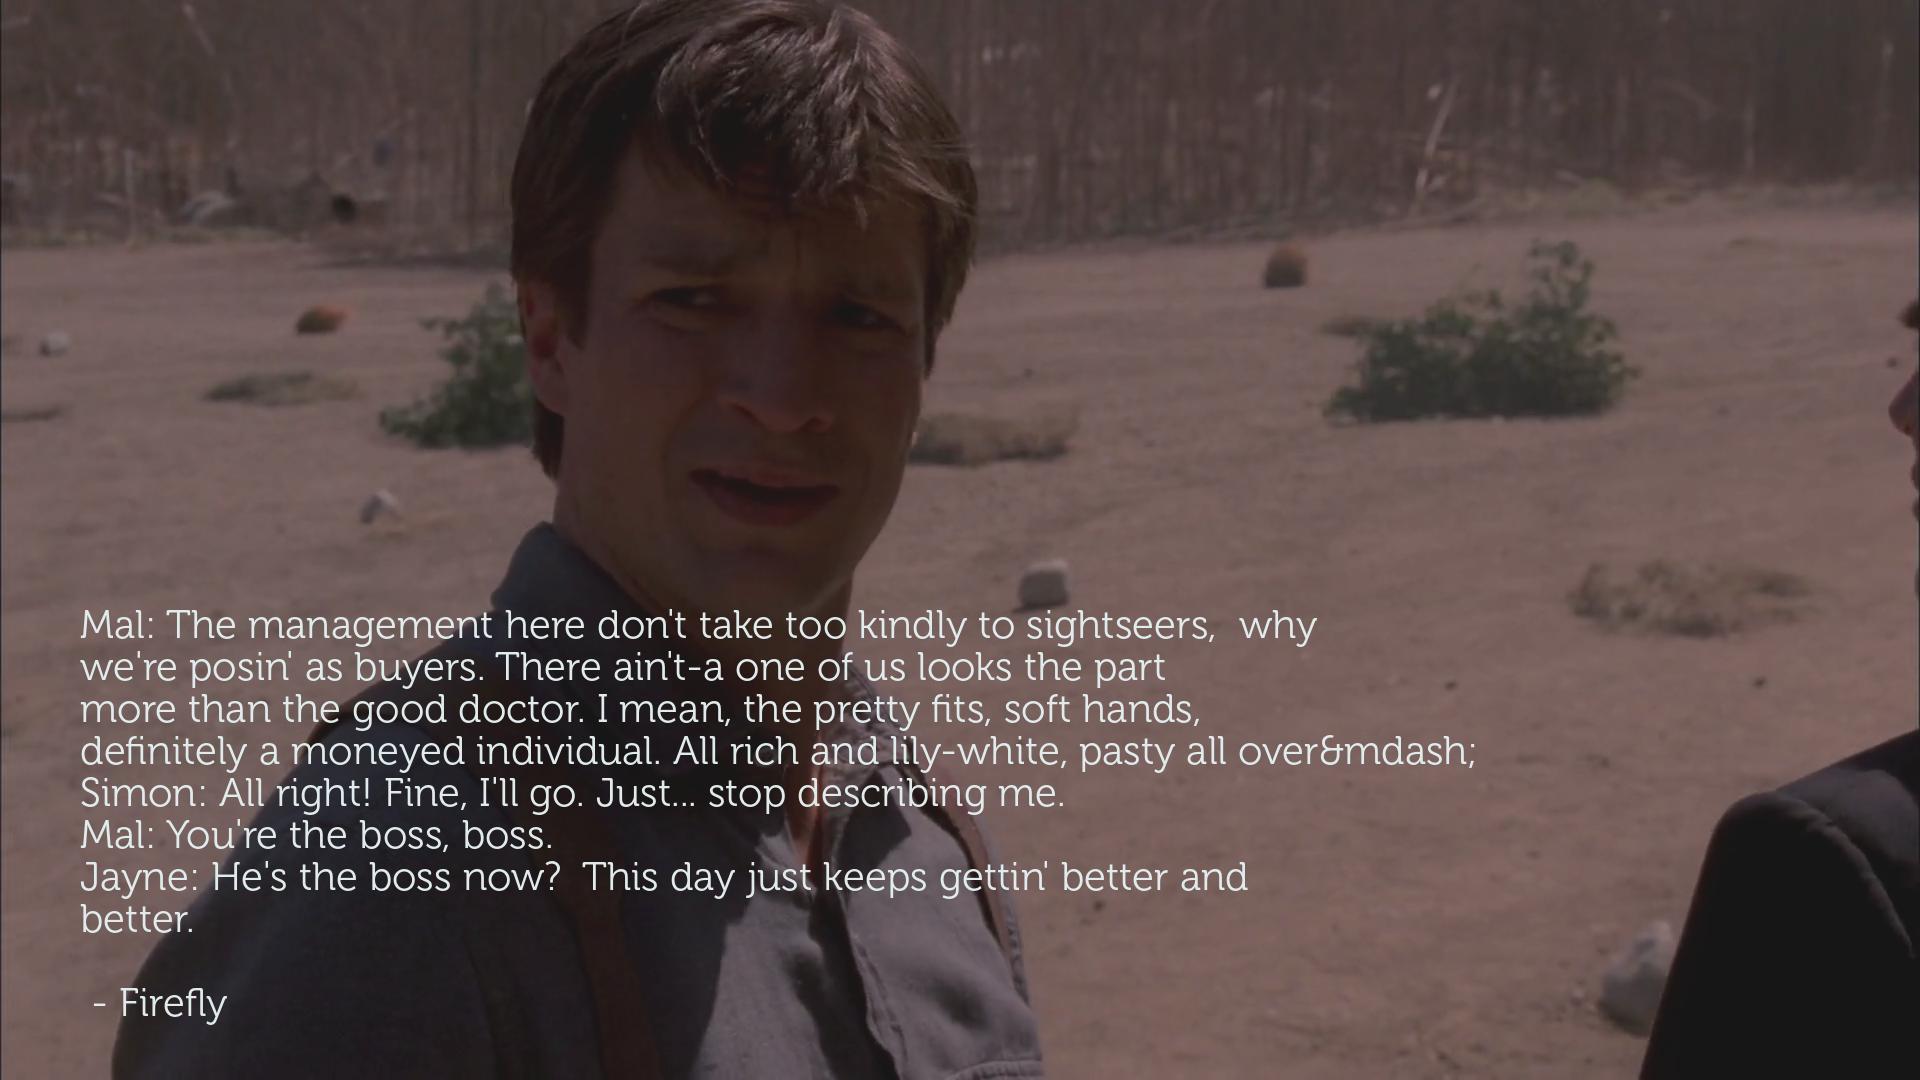 Mal: The management here don't take too kindly to sightseers,  why
we're posin' as buyers. There ain't-a one of us looks the part
more than the good doctor. I mean, the pretty fits, soft hands,
definitely a moneyed individual. All rich and lily-white, pasty all over&mdash;
Simon: All right! Fine, I'll go. Just... stop describing me.
Mal: You're the boss, boss.
Jayne: He's the boss now?  This day just keeps gettin' better and
better.
- Firefly